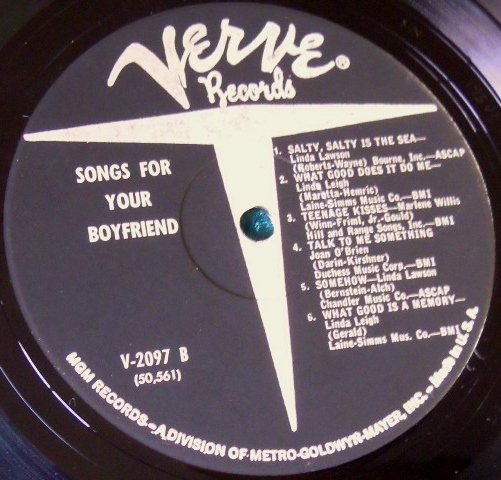 Verve®
Records
SONGS FOR
YOUR
BOYFRIEND
V-2097 B
(50,561)
1. SALTY, SALTY IS THE SEA—
Linda Lawson
(Roberts-Wayne) Bourne, Inc.—ASCAP
2. WHAT GOOD DOES IT DO ME—
Linda Leigh
(Marotta-Hemric)
Laine-Simms Music Co.—BMI
3. TEENAGE KISSES—Marlene Willis
(Winn-Friml, Jr.-Gould)
Hill and Range Songs, Inc.—BMI
4. TALK TO ME SOMETHING
Joan O'Brien
(Darin-Kirshner)
Duchess Music Corp.—BMI
5. SOMEHOW—Linda Lawson
(Bernstein-Alch)
Chandler Music Co.—ASCAP
6. WHAT GOOD IS A MEMORY—
Linda Leigh
(Gerald)
Laine-Simms Mus. Co.—BMI
MGM RECORDS—A DIVISION OF METRO-GOLDWYN-MAYER, INC. — Made in U.S.A.